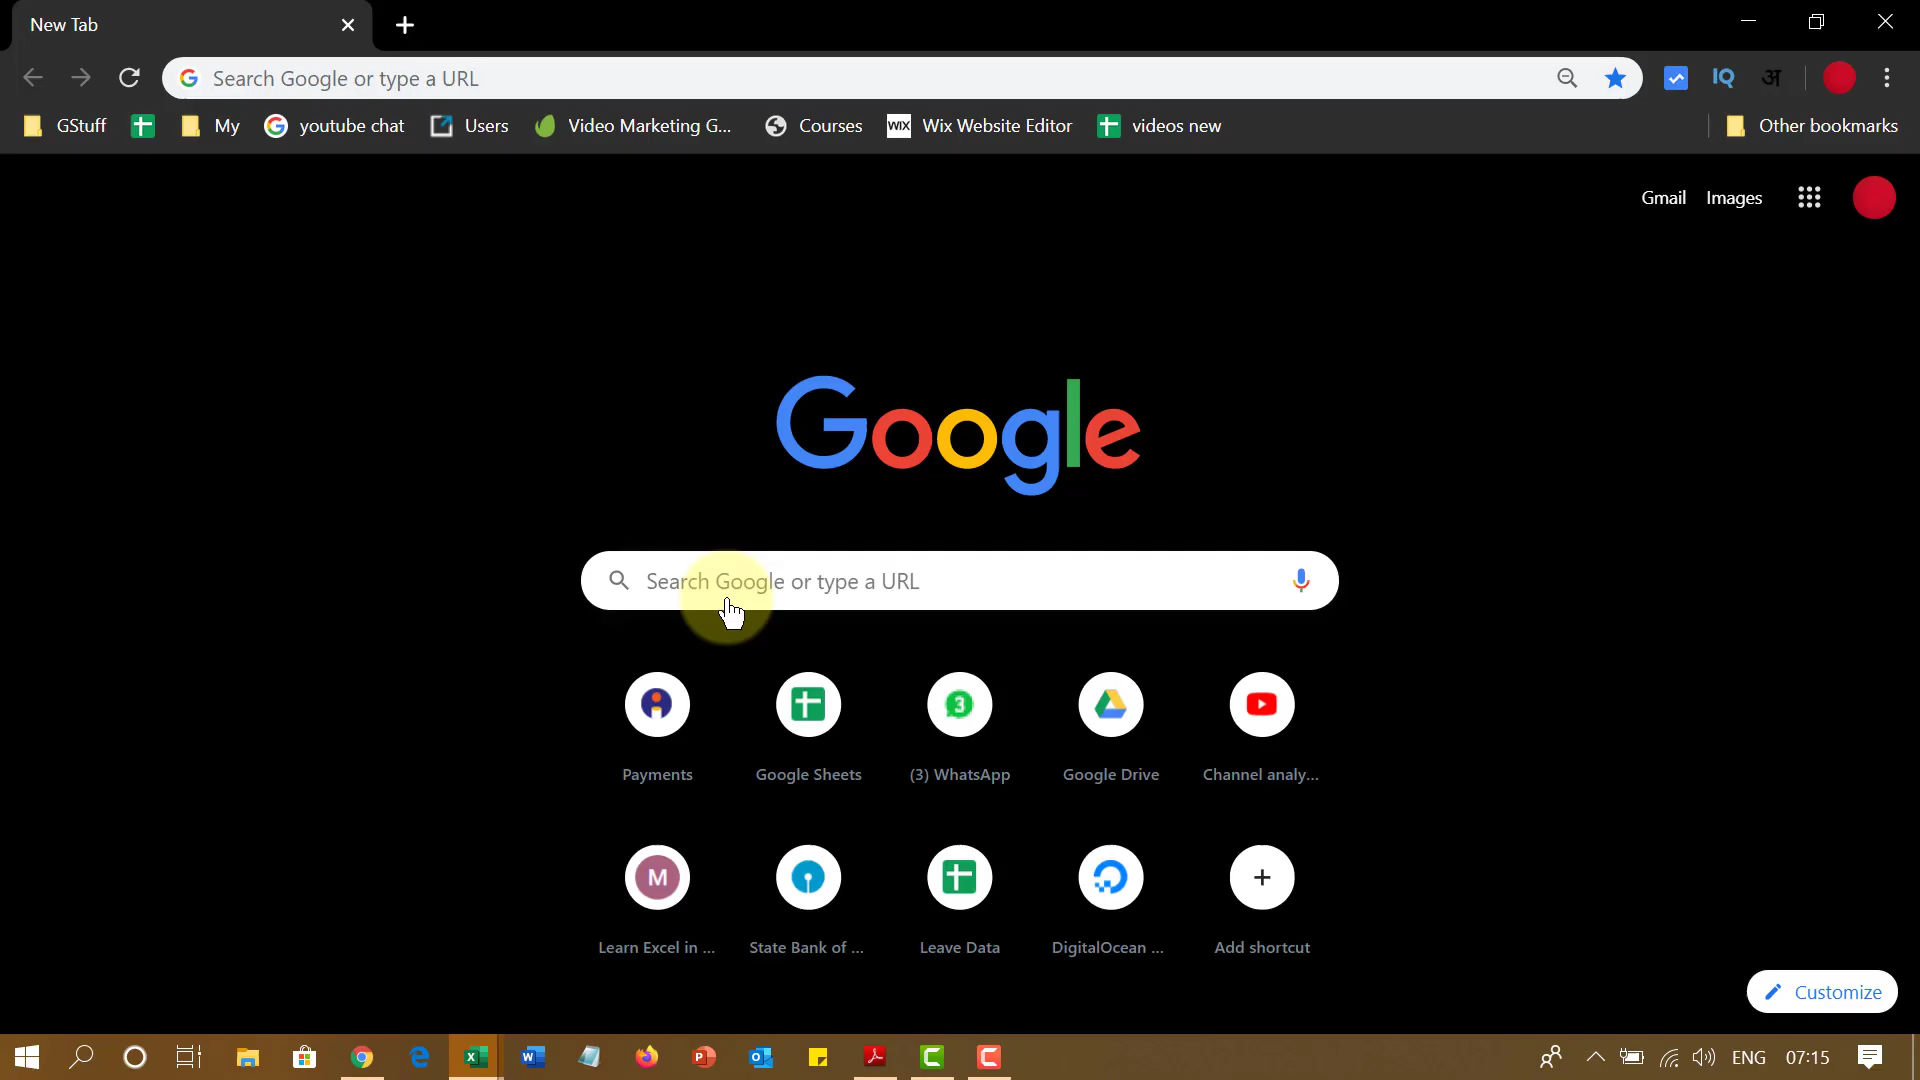 New Tab
Search Google or type a URL
IQ
अ
GStuff
My
youtube chat
Users
Video Marketing G...
Courses
WIX
Wix Website Editor
videos new
Other bookmarks
Gmail
Images
Google
Search Google or type a URL
3
Payments
Google Sheets
(3) WhatsApp
Google Drive
Channel analy...
M
Learn Excel in ...
State Bank of ...
Leave Data
DigitalOcean ...
Add shortcut
Customize
ENG
07:15